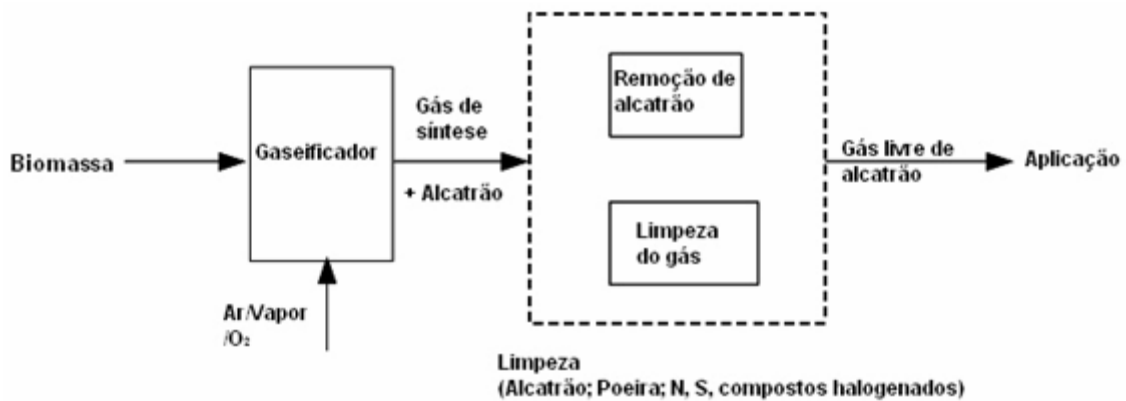 Biomassa
Gaseificador
Ar/Vapor
/O₂
Gás de
síntese
+ Alcatrão
Remoção de
alcatrão
Limpeza
do gás
Gás livre de
alcatrão
Aplicação
Limpeza
(Alcatrão; Poeira; N, S, compostos halogenados)